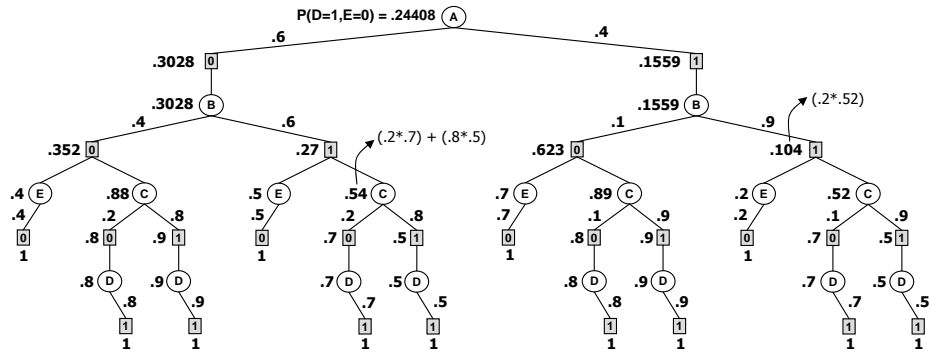 P(D=1,E=0) = .24408 A
.6 .4
.3028 0 .1559 1
.3028 B .1559 B
.4 .6 .1 .9 (.2*.52)
.352 0 .27 1 (.2*.7) + (.8*.5) .623 0 .104 1
.4 E .88 C .5 E .54 C .7 E .89 C .2 E .52 C
.4 .2 .8 .5 .2 .8 .7 .1 .9 .2 .1 .9
0 .8 0 .9 1 0 .7 0 .5 1 0 .8 0 .9 1 0 .7 0 .5 1
1 1 1 1
.8 D .9 D .7 D .5 D .8 D .9 D .7 D .5 D
.8 .9 .7 .5 .8 .9 .7 .5
1 1 1 1 1 1 1 1
1 1 1 1 1 1 1 1